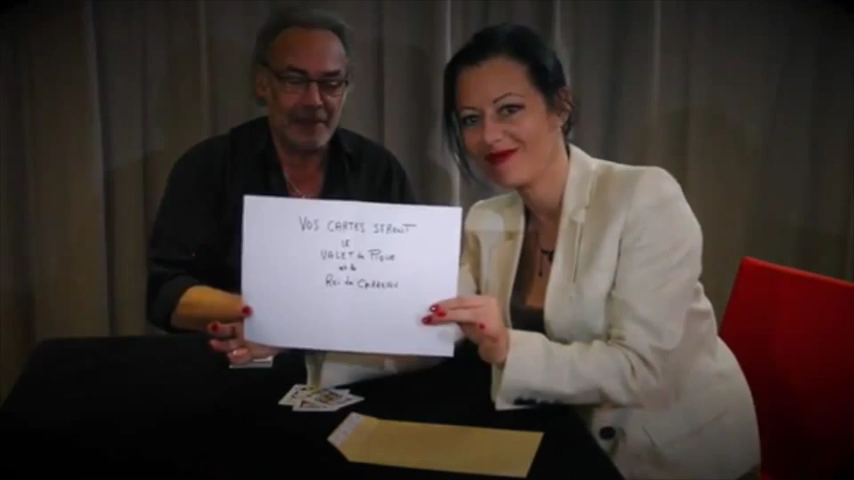 VOS CARTES SERONT
LE
VALET de PIQUE
et le
Roi de CARREAU